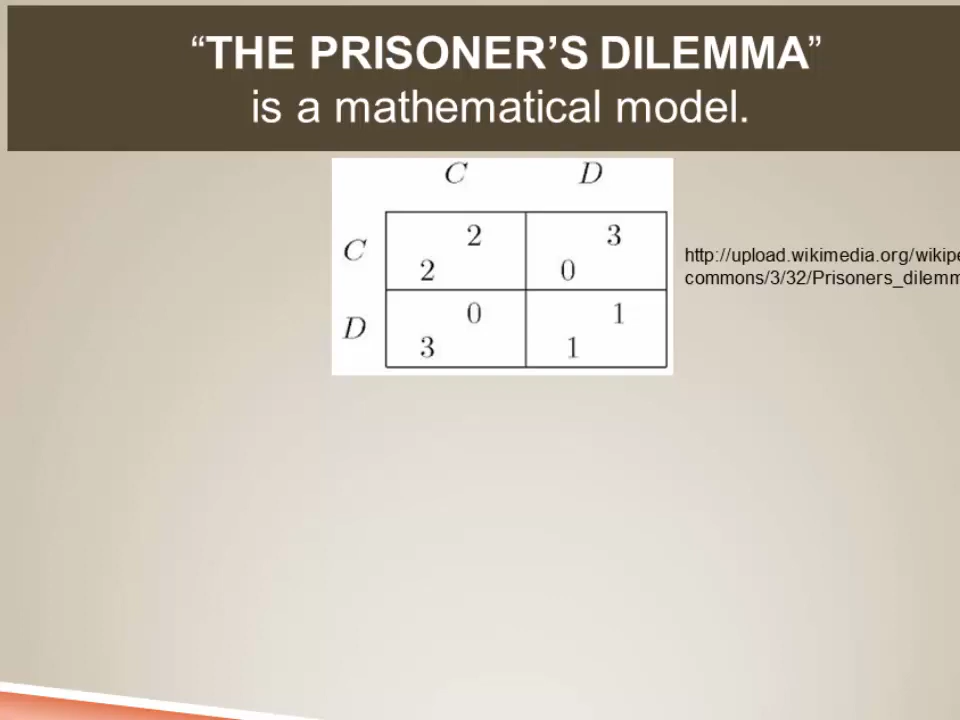 “THE PRISONER’S DILEMMA”
is a mathematical model.
C D
C 2 3
2 0
D 0 1
3 1
http://upload.wikimedia.org/wikipe
commons/3/32/Prisoners_dilemm